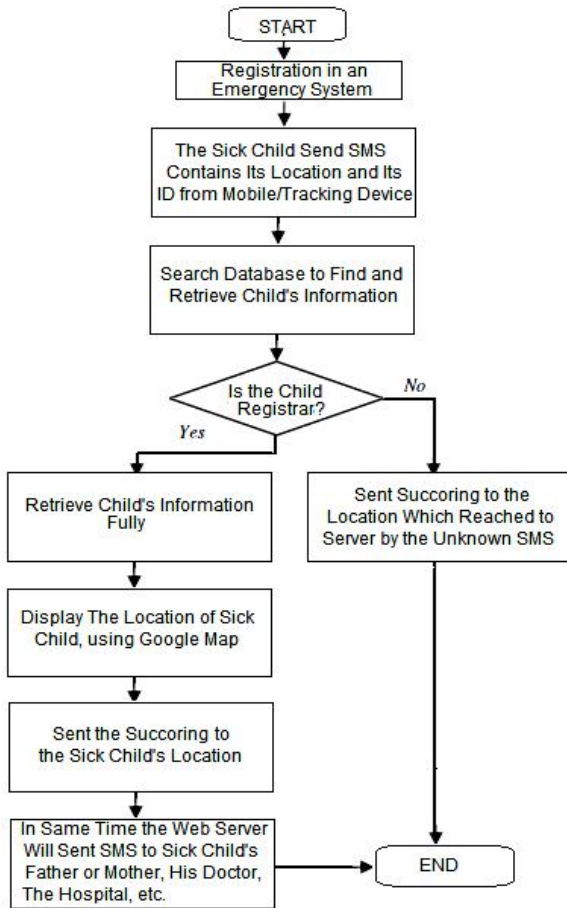 START
Registration in an
Emergency System
The Sick Child Send SMS
Contains Its Location and Its
ID from Mobile/Tracking Device
Search Database to Find and
Retrieve Child's Information
Is the Child
Registrar?
No
Yes
Retrieve Child's Information
Fully
Sent Succoring to the
Location Which Reached to
Server by the Unknown SMS
Display The Location of Sick
Child, using Google Map
Sent the Succoring to
the Sick Child's Location
In Same Time the Web Server
Will Sent SMS to Sick Child's
Father or Mother, His Doctor,
The Hospital, etc.
END